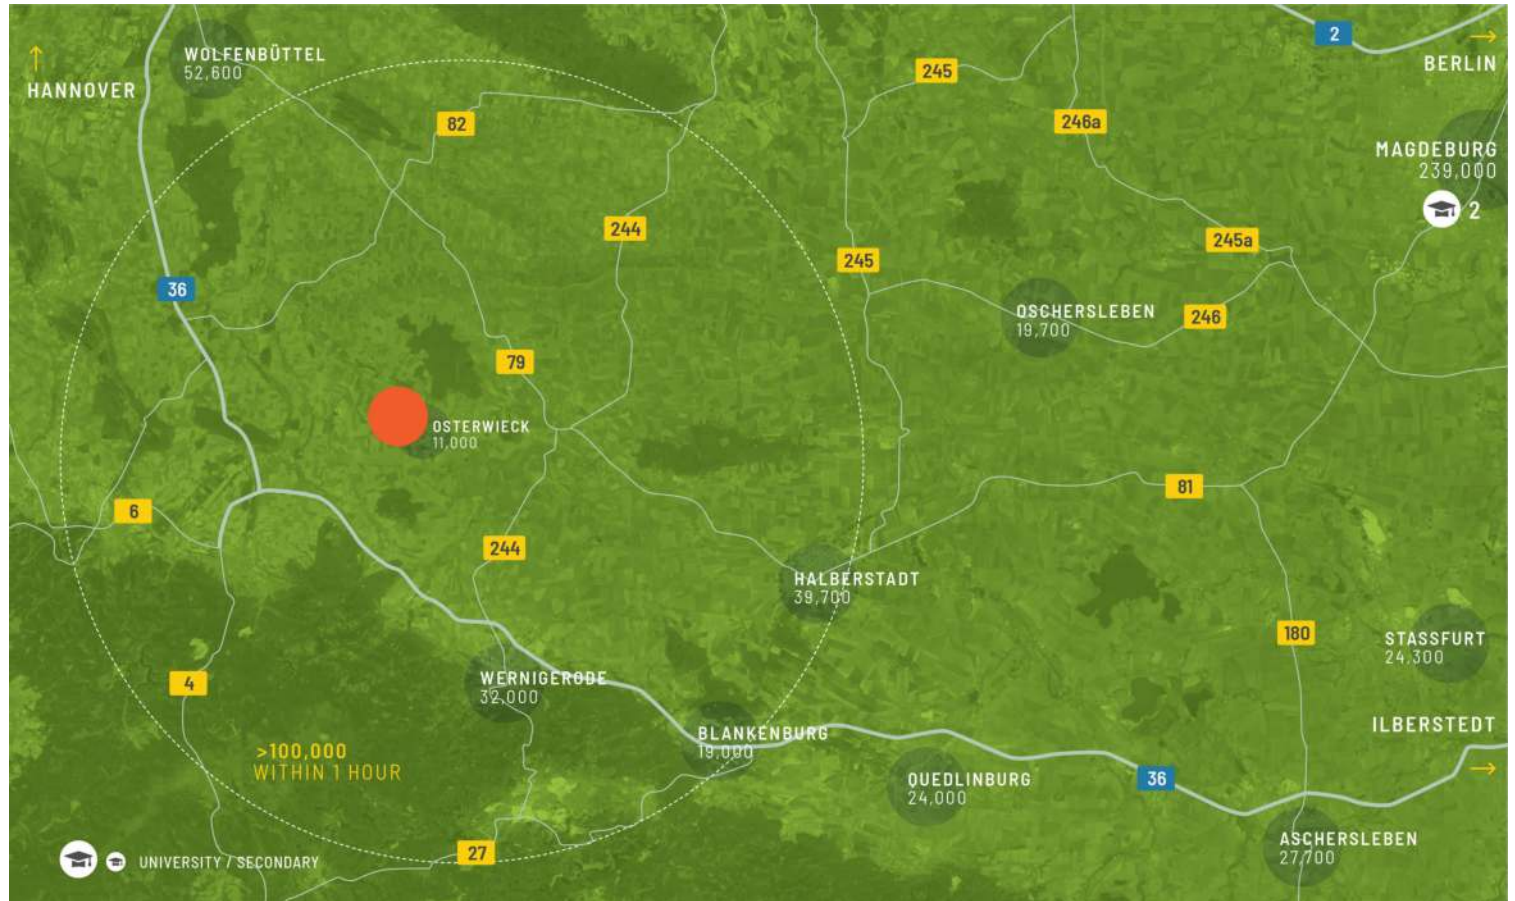 WOLFENBÜTTEL
52,600
HANNOVER
2
BERLIN
245
82
246a
MAGDEBURG
239,000
2
244
245a
245
36
OSCHERSLEBEN
19,700
246
79
OSTERWIECK
11,000
81
6
244
HALBERSTADT
39,700
180
STASSFURT
24,300
4
WERNIGERODE
32,000
ILBERSTEDT
BLANKENBURG
19,000
>100,000
WITHIN 1 HOUR
QUEDLINBURG
24,000
36
ASCHERSLEBEN
27,700
27
UNIVERSITY / SECONDARY